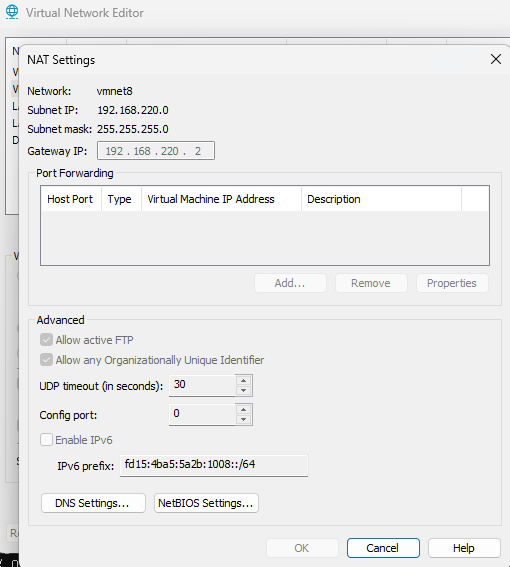 Virtual Network Editor
NAT Settings
Network: vmnet8
Subnet IP: 192.168.220.0
Subnet mask: 255.255.255.0
Gateway IP: 192 . 168 . 220 . 2
Port Forwarding
Host Port Type Virtual Machine IP Address Description
Add... Remove Properties
Advanced
Allow active FTP
Allow any Organizationally Unique Identifier
UDP timeout (in seconds): 30
Config port: 0
Enable IPv6
IPv6 prefix: fd15:4ba5:5a2b:1008::/64
DNS Settings... NetBIOS Settings...
OK Cancel Help